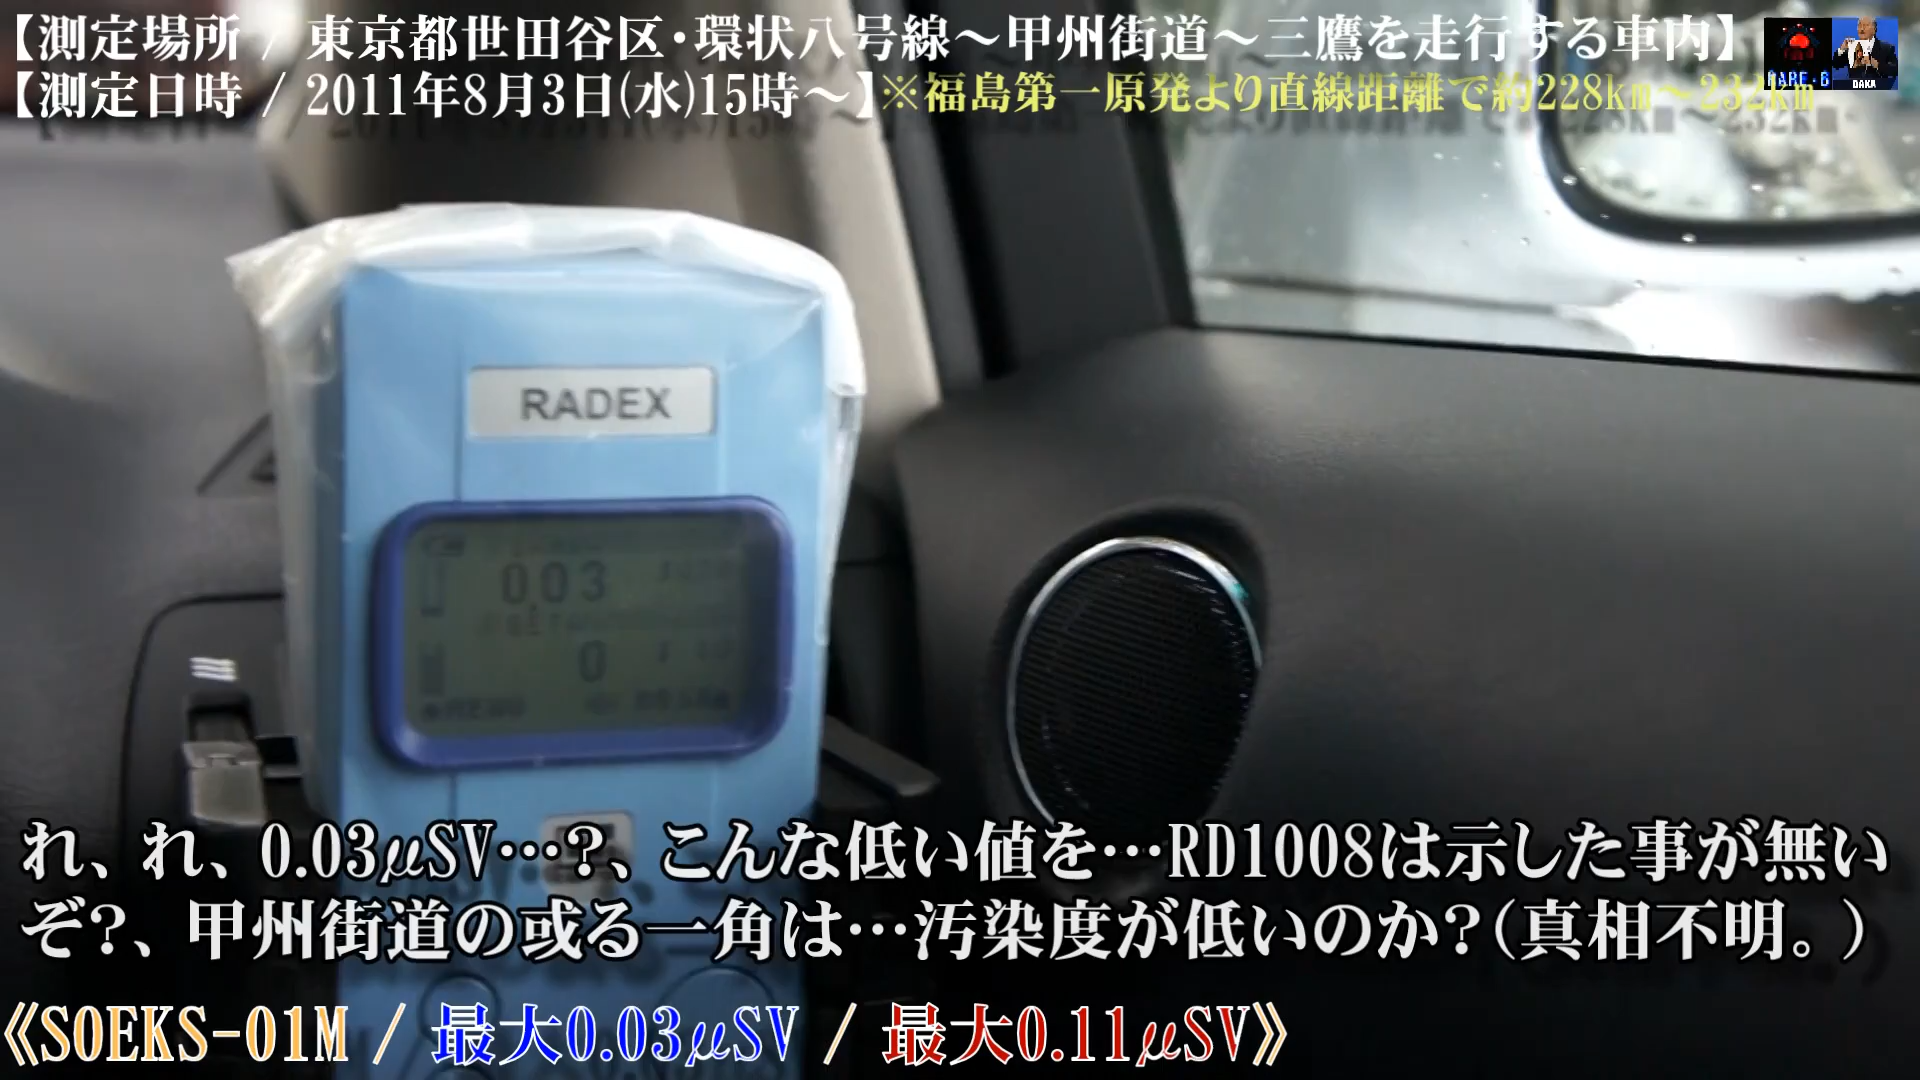 【測定場所 / 東京都世田谷区・環状八号線～甲州街道～三鷹を走行する車内】
【測定日時 / 2011年8月3日(水)15時～】※福島第一原発より直線距離で約228km～232km
RADEX
003
0
れ、れ、0.03μSV…?、こんな低い値を…RD1008は示した事が無い
ぞ?、甲州街道の或る一角は…汚染度が低いのか?(真相不明。)
《SOEKS-01M / 最大0.03μSV / 最大0.11μSV》